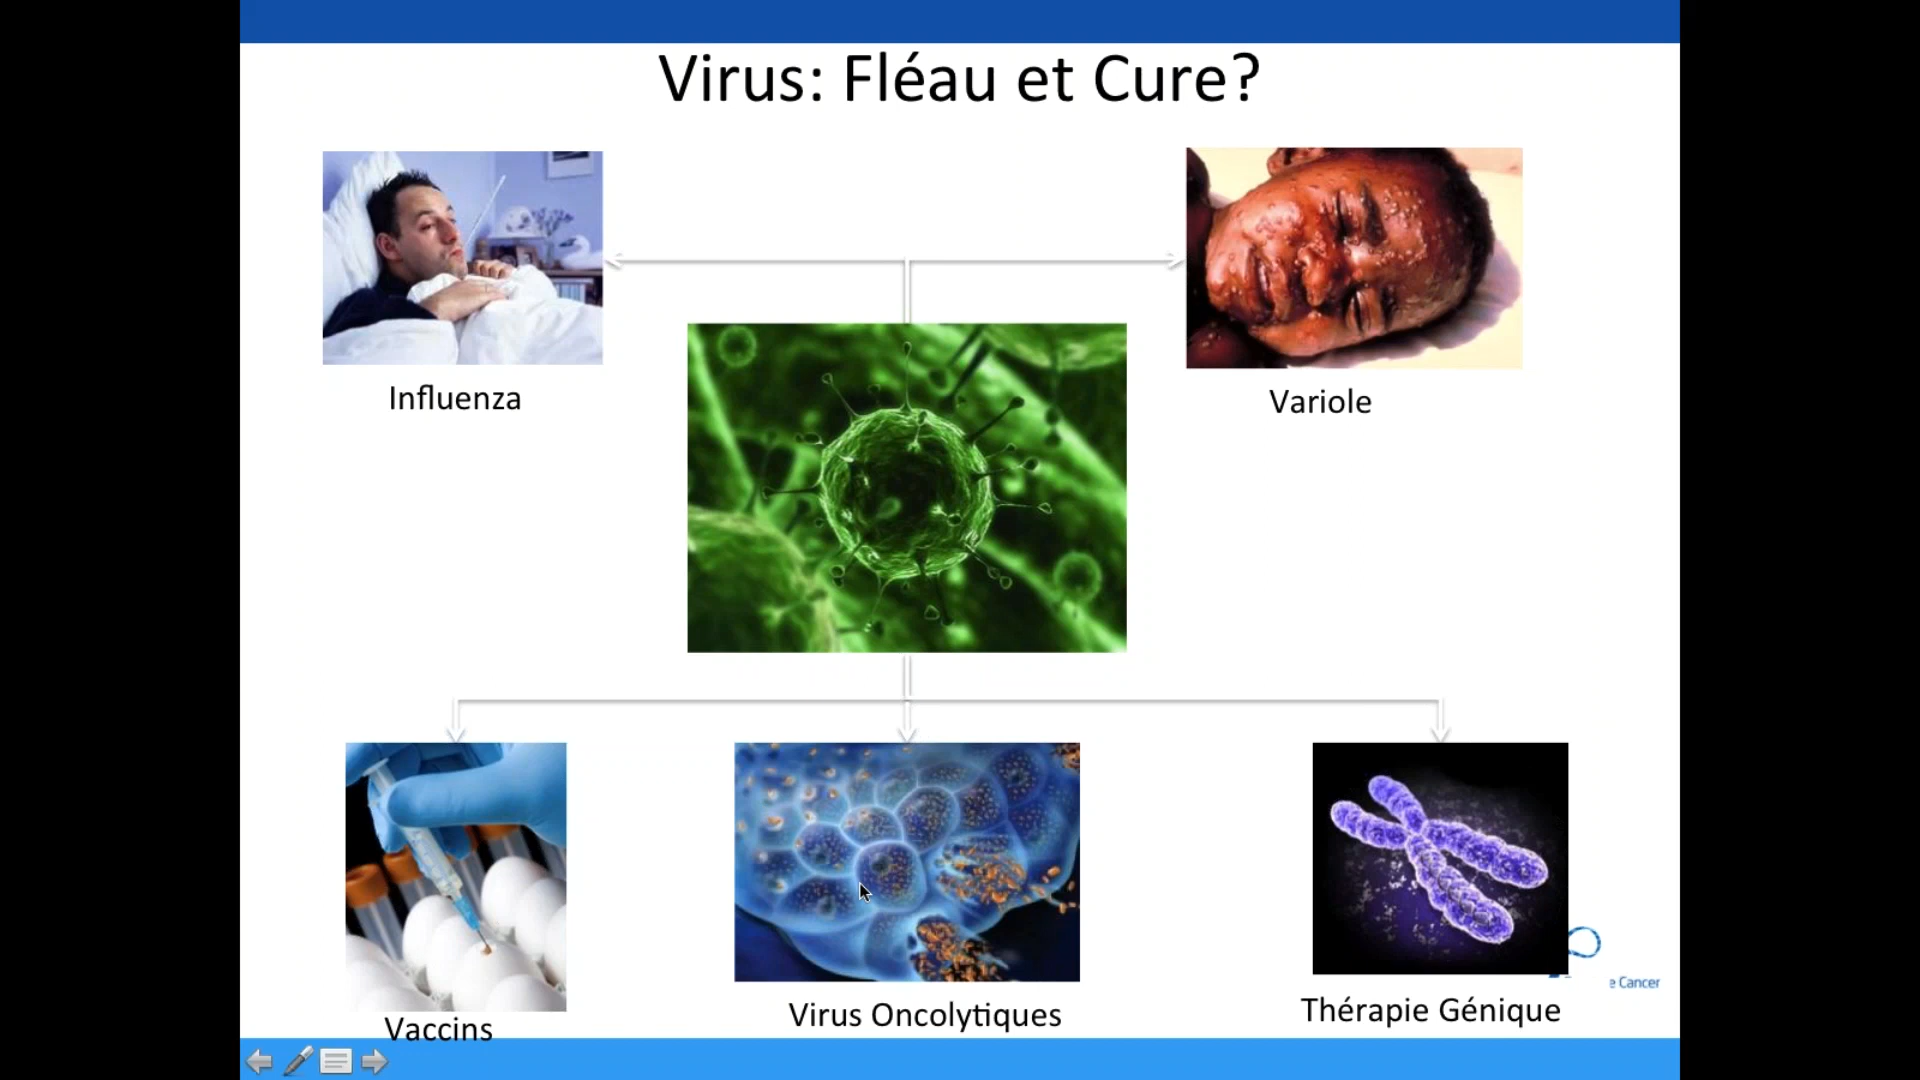 Virus: Fléau et Cure?
Influenza
Variole
Vaccins
Virus Oncolytiques
Thérapie Génique
e Cancer